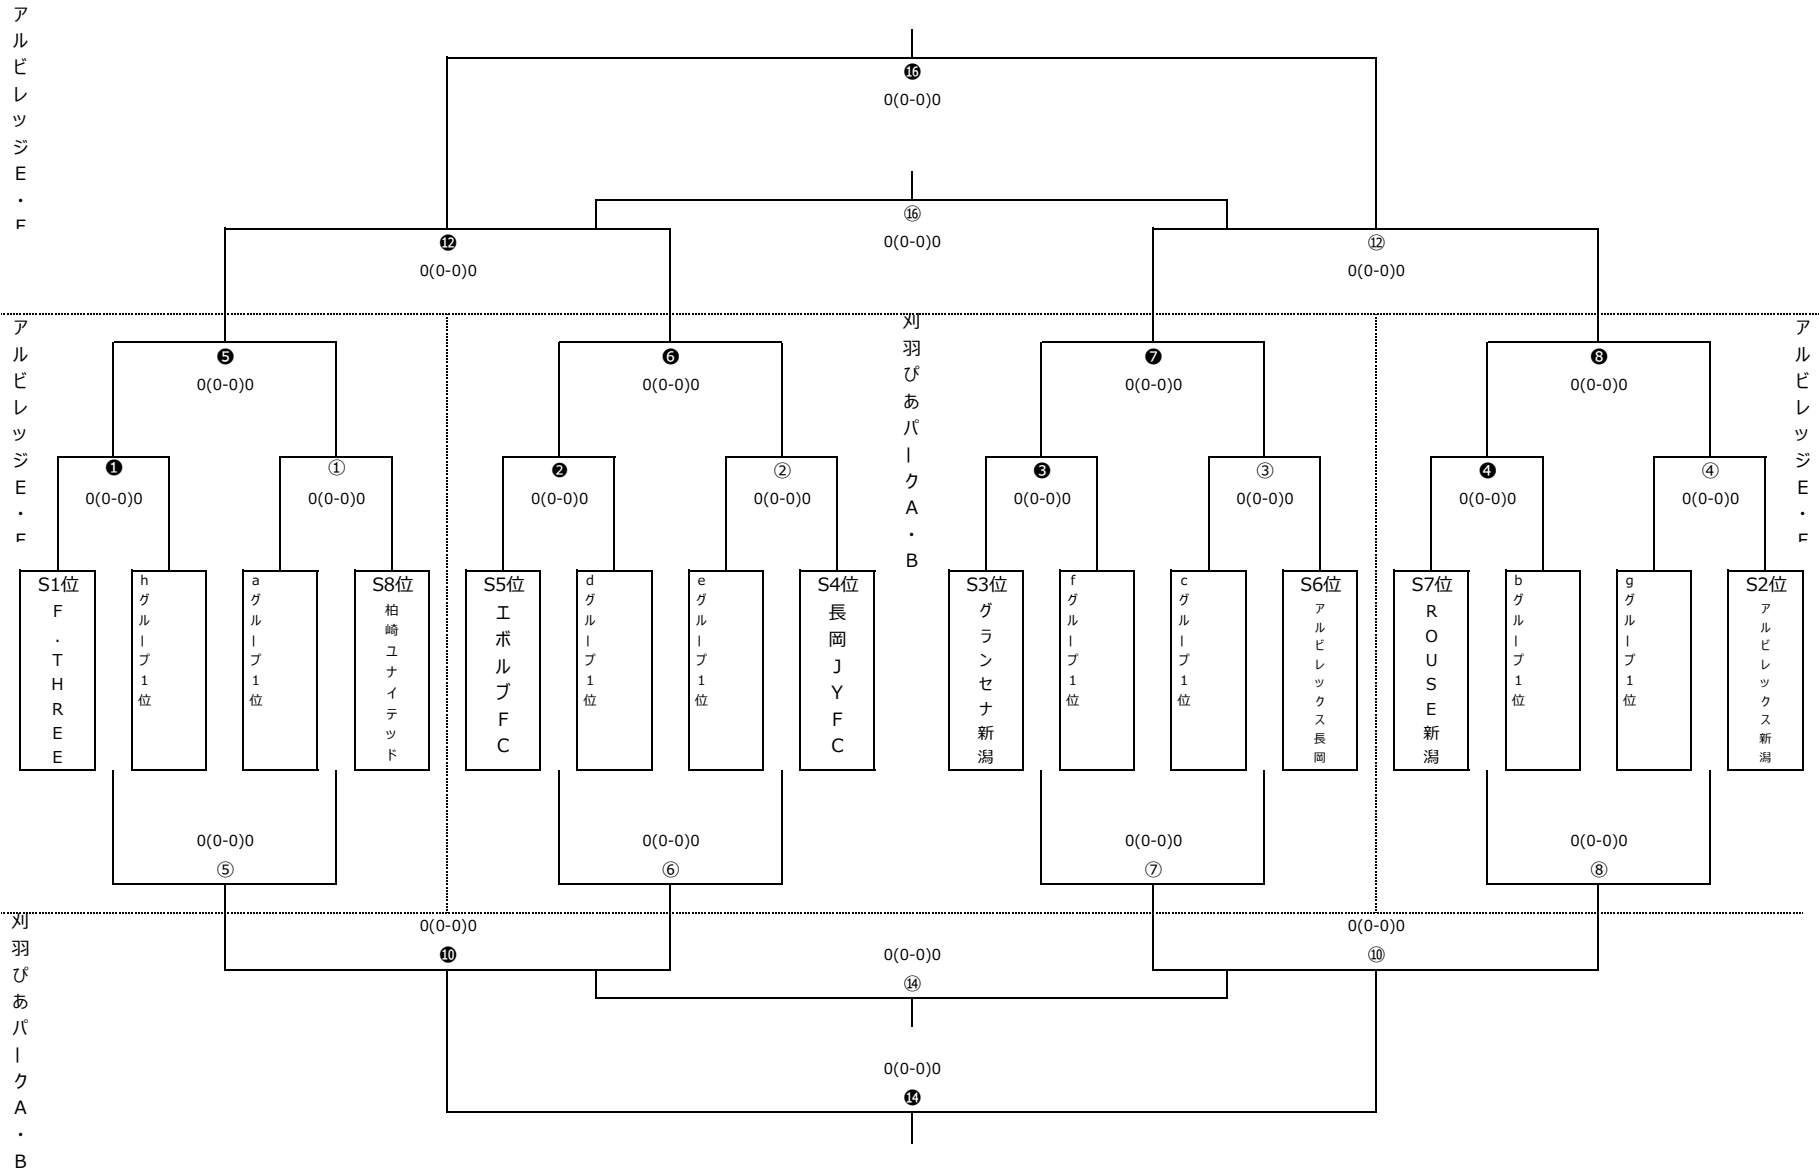 アルビレッジE・F
⓰
0(0-0)0
⑯
0(0-0)0
⓬
0(0-0)0
⑫
0(0-0)0
アルビレッジE・F
刈羽ぴあパークA・B
アルビレッジE・F
❺
0(0-0)0
❻
0(0-0)0
❼
0(0-0)0
❽
0(0-0)0
❶
0(0-0)0
①
0(0-0)0
❷
0(0-0)0
②
0(0-0)0
❸
0(0-0)0
③
0(0-0)0
❹
0(0-0)0
④
0(0-0)0
S1位
F.THREE
hグループ1位
aグループ1位
S8位
柏崎ユナイテッド
S5位
エボルブFC
dグループ1位
eグループ1位
S4位
長岡JYFC
S3位
グランセナ新潟
fグループ1位
cグループ1位
S6位
アルビレックス長岡
S7位
ROUSE新潟
bグループ1位
gグループ1位
S2位
アルビレックス新潟
0(0-0)0
⑤
0(0-0)0
⑥
0(0-0)0
⑦
0(0-0)0
⑧
刈羽ぴあパークA・B
0(0-0)0
❿
0(0-0)0
⑩
0(0-0)0
⑭
0(0-0)0
⓮